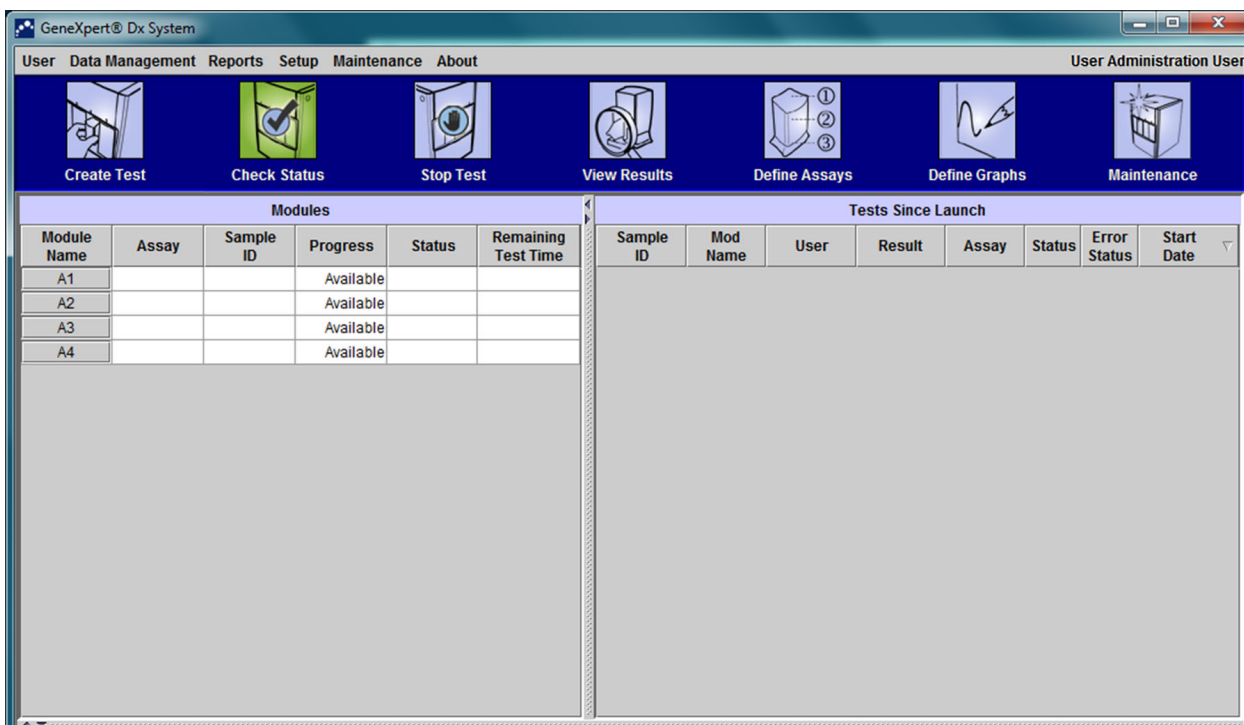 GeneXpert® Dx System
User Data Management Reports Setup Maintenance About User Administration User
① ② ③
Create Test Check Status Stop Test View Results Define Assays Define Graphs Maintenance
Modules
Module Name Assay Sample ID Progress Status Remaining Test Time
A1 Available
A2 Available
A3 Available
A4 Available
Tests Since Launch
Sample ID Mod Name User Result Assay Status Error Status Start Date